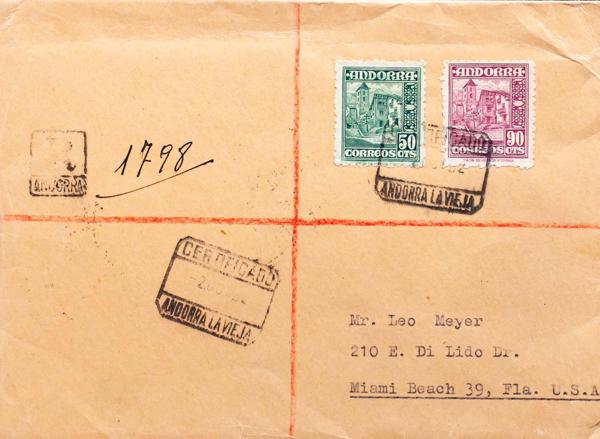 ANDORRA
50
CORREOS CTS
ANDORRA
90
CORREOS CTS
CERTIFICADO
ANDORRA LA VIEJA
R
ANDORRA
1798
CERTIFICADO
ANDORRA LA VIEJA
Mr. Leo Meyer
210 E. Di Lido Dr.
Miami Beach 39, Fla. U.S.A